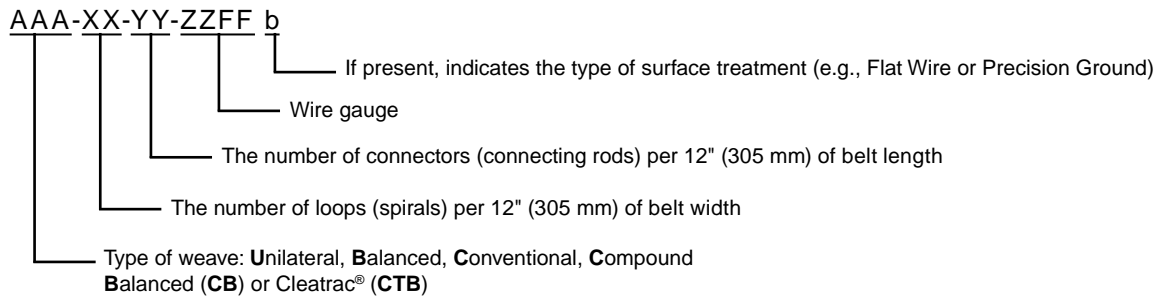 AAA-XX-YY-ZZFF b
If present, indicates the type of surface treatment (e.g., Flat Wire or Precision Ground)
Wire gauge
The number of connectors (connecting rods) per 12" (305 mm) of belt length
The number of loops (spirals) per 12" (305 mm) of belt width
Type of weave: Unilateral, Balanced, Conventional, Compound
Balanced (CB) or Cleatrac® (CTB)